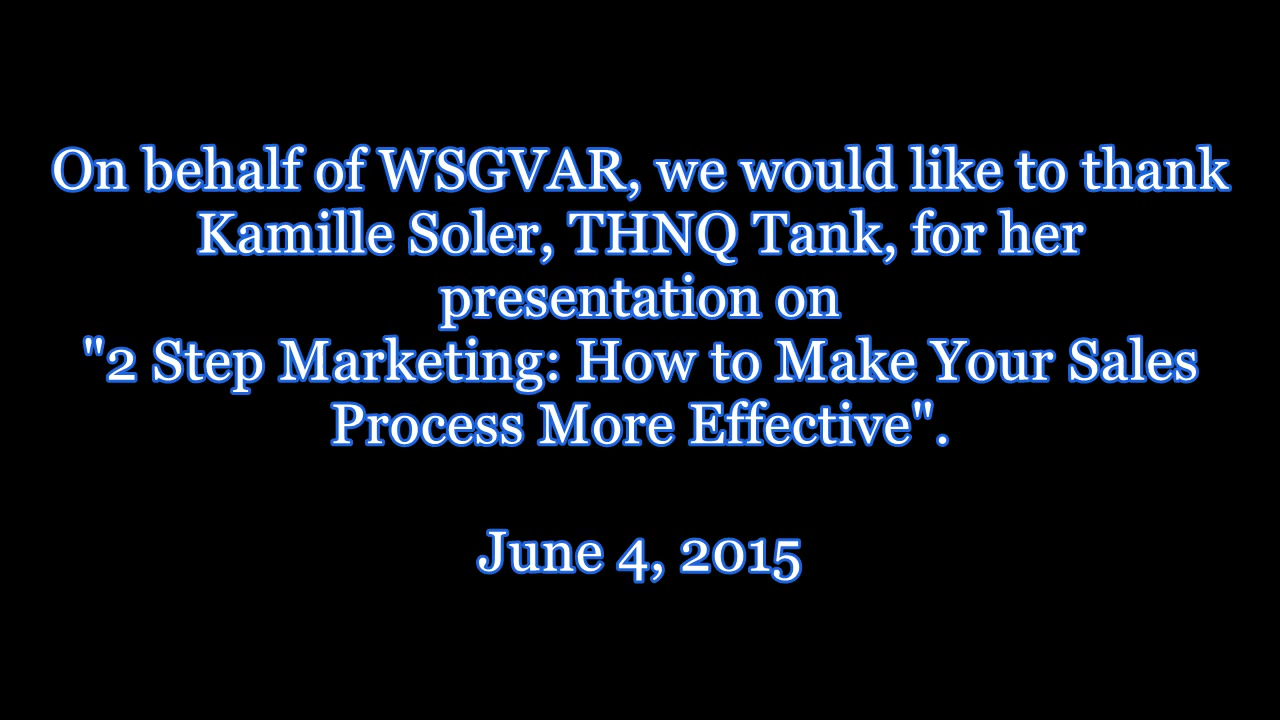 On behalf of WSGVAR, we would like to thank
Kamille Soler, THNQ Tank, for her
presentation on
"2 Step Marketing: How to Make Your Sales
Process More Effective".
June 4, 2015